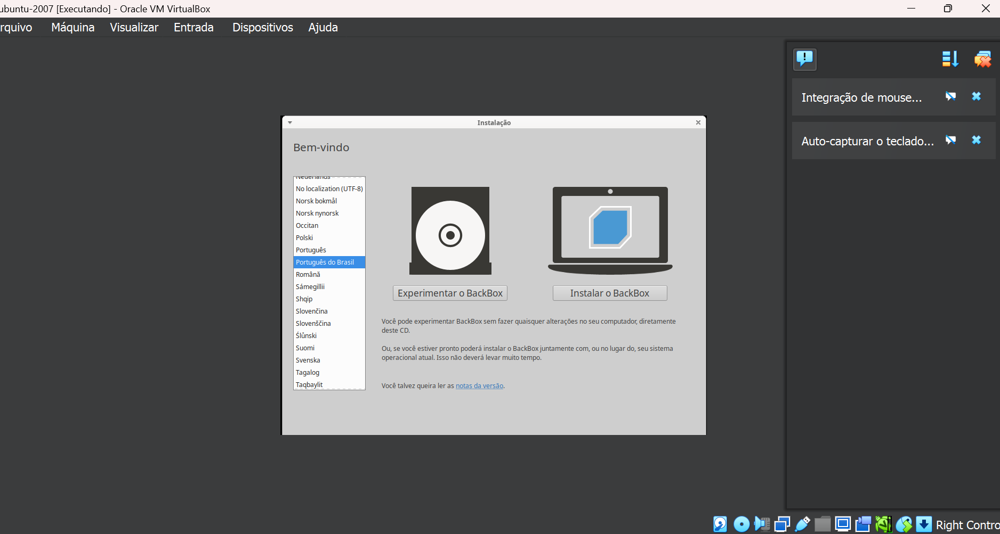 ubuntu-2007 [Executando] - Oracle VM VirtualBox
rquivo Máquina Visualizar Entrada Dispositivos Ajuda
Integração de mouse...
Auto-capturar o teclado...
Instalação
Bem-vindo
Nederlands
No localization (UTF-8)
Norsk bokmål
Norsk nynorsk
Occitan
Polski
Português
Português do Brasil
Română
Sámegillii
Shqip
Slovenčina
Slovenščina
Ślůnski
Suomi
Svenska
Tagalog
Taqbaylit
Experimentar o BackBox
Instalar o BackBox
Você pode experimentar BackBox sem fazer quaisquer alterações no seu computador, diretamente
deste CD.
Ou, se você estiver pronto poderá instalar o BackBox juntamente com, ou no lugar do, seu sistema
operacional atual. Isso não deverá levar muito tempo.
Você talvez queira ler as notas da versão.
Right Contro